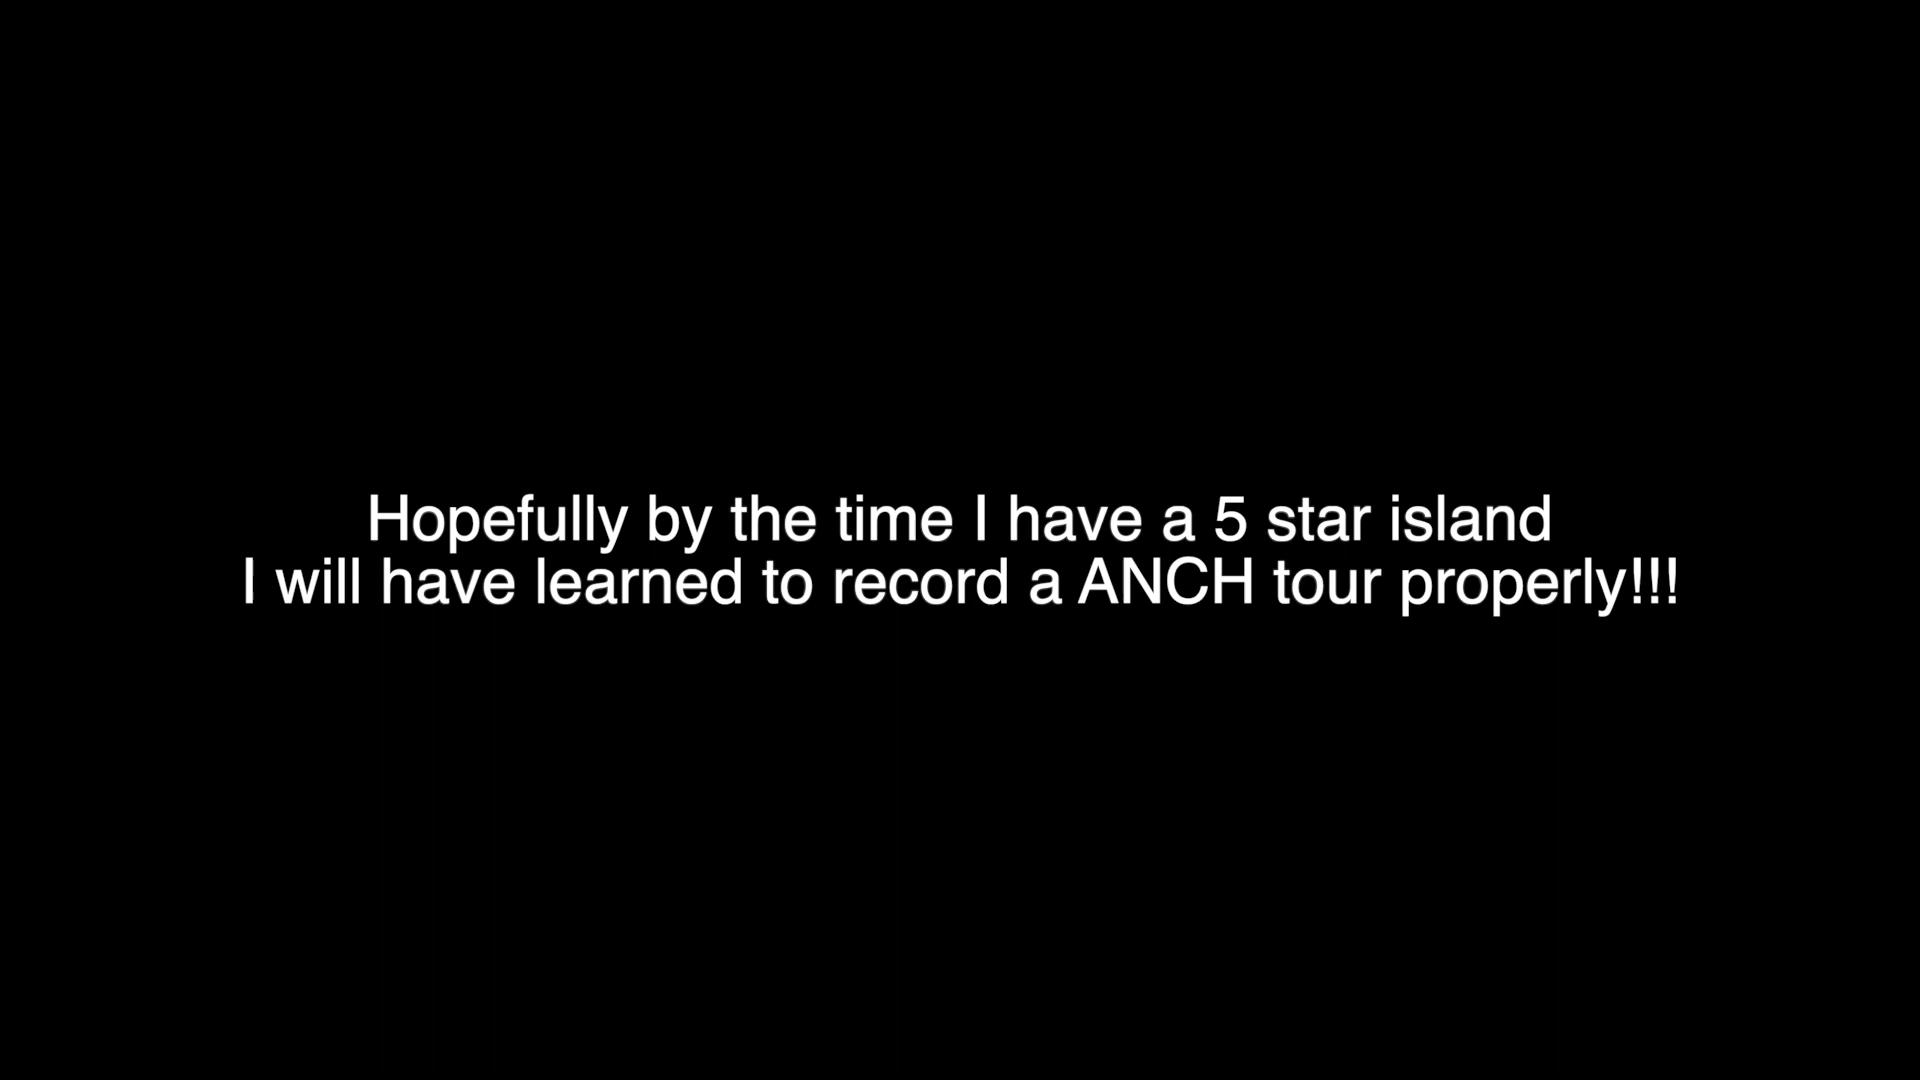 Hopefully by the time I have a 5 star island
I will have learned to record a ANCH tour properly!!!